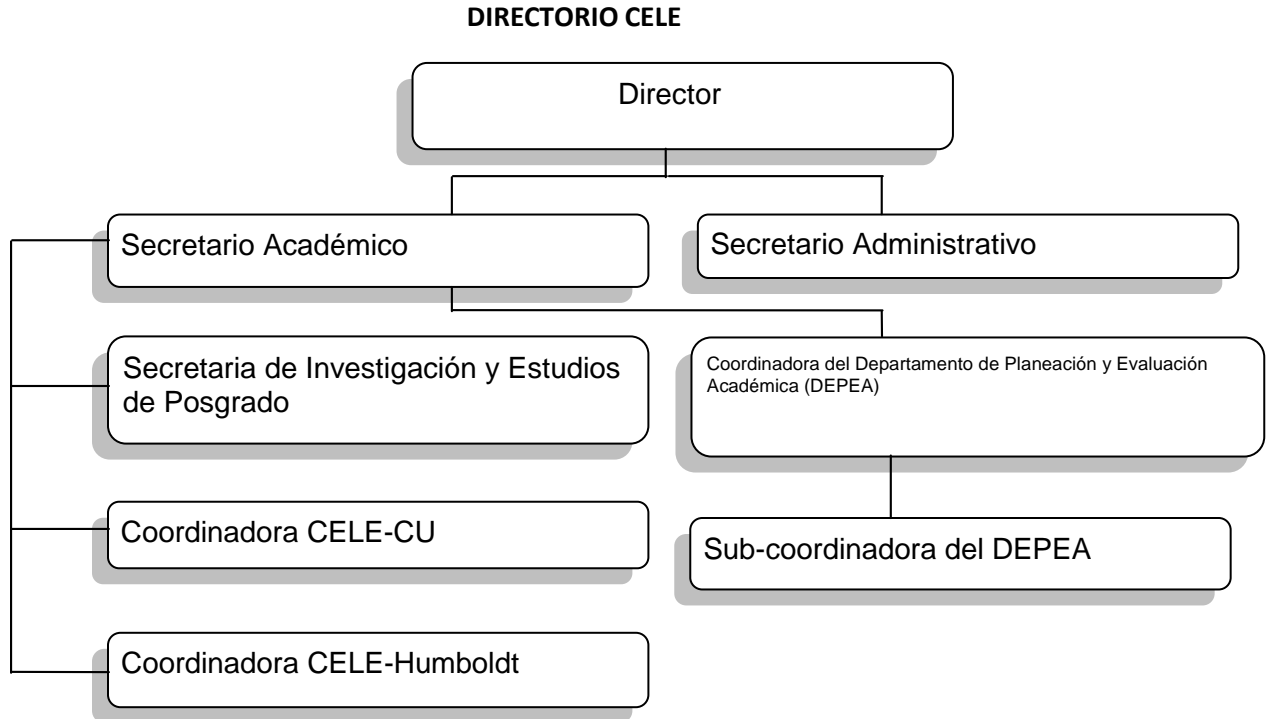 DIRECTORIO CELE
Director
Secretario Académico
Secretario Administrativo
Secretaria de Investigación y Estudios
de Posgrado
Coordinadora del Departamento de Planeación y Evaluación
Académica (DEPEA)
Coordinadora CELE-CU
Sub-coordinadora del DEPEA
Coordinadora CELE-Humboldt